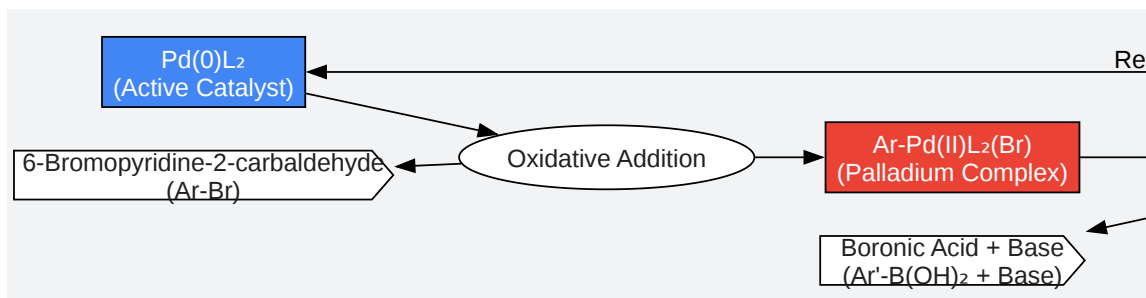 Pd(0)L₂
(Active Catalyst)
Re
6-Bromopyridine-2-carbaldehyde
(Ar-Br)
Oxidative Addition
Ar-Pd(II)L₂(Br)
(Palladium Complex)
Boronic Acid + Base
(Ar'-B(OH)₂ + Base)